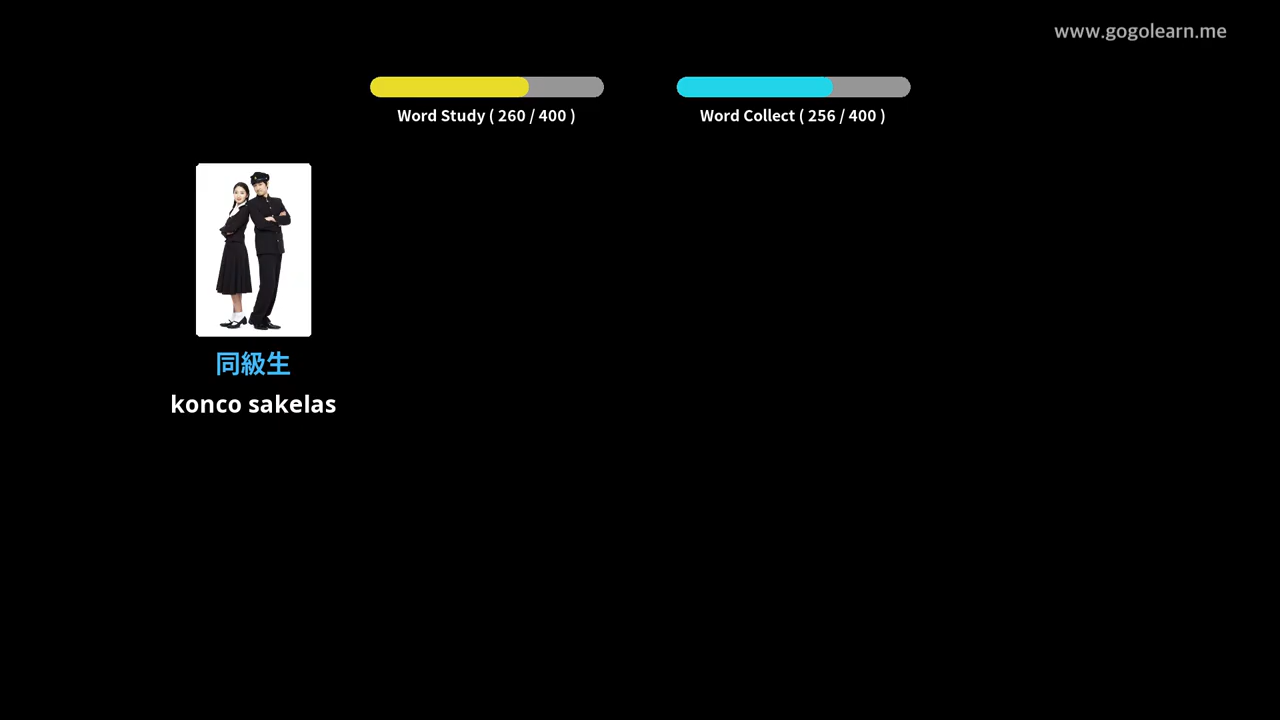 www.gogolearn.me
Word Study ( 260 / 400 )
Word Collect ( 256 / 400 )
同級生
konco sakelas